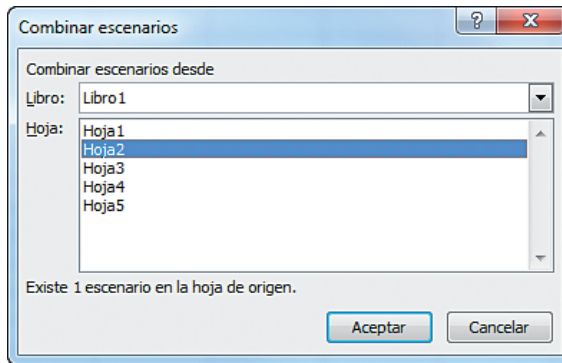 Combinar escenarios
Combinar escenarios desde
Libro: Libro1
Hoja: Hoja1
Hoja2
Hoja3
Hoja4
Hoja5
Existe 1 escenario en la hoja de origen.
Aceptar Cancelar